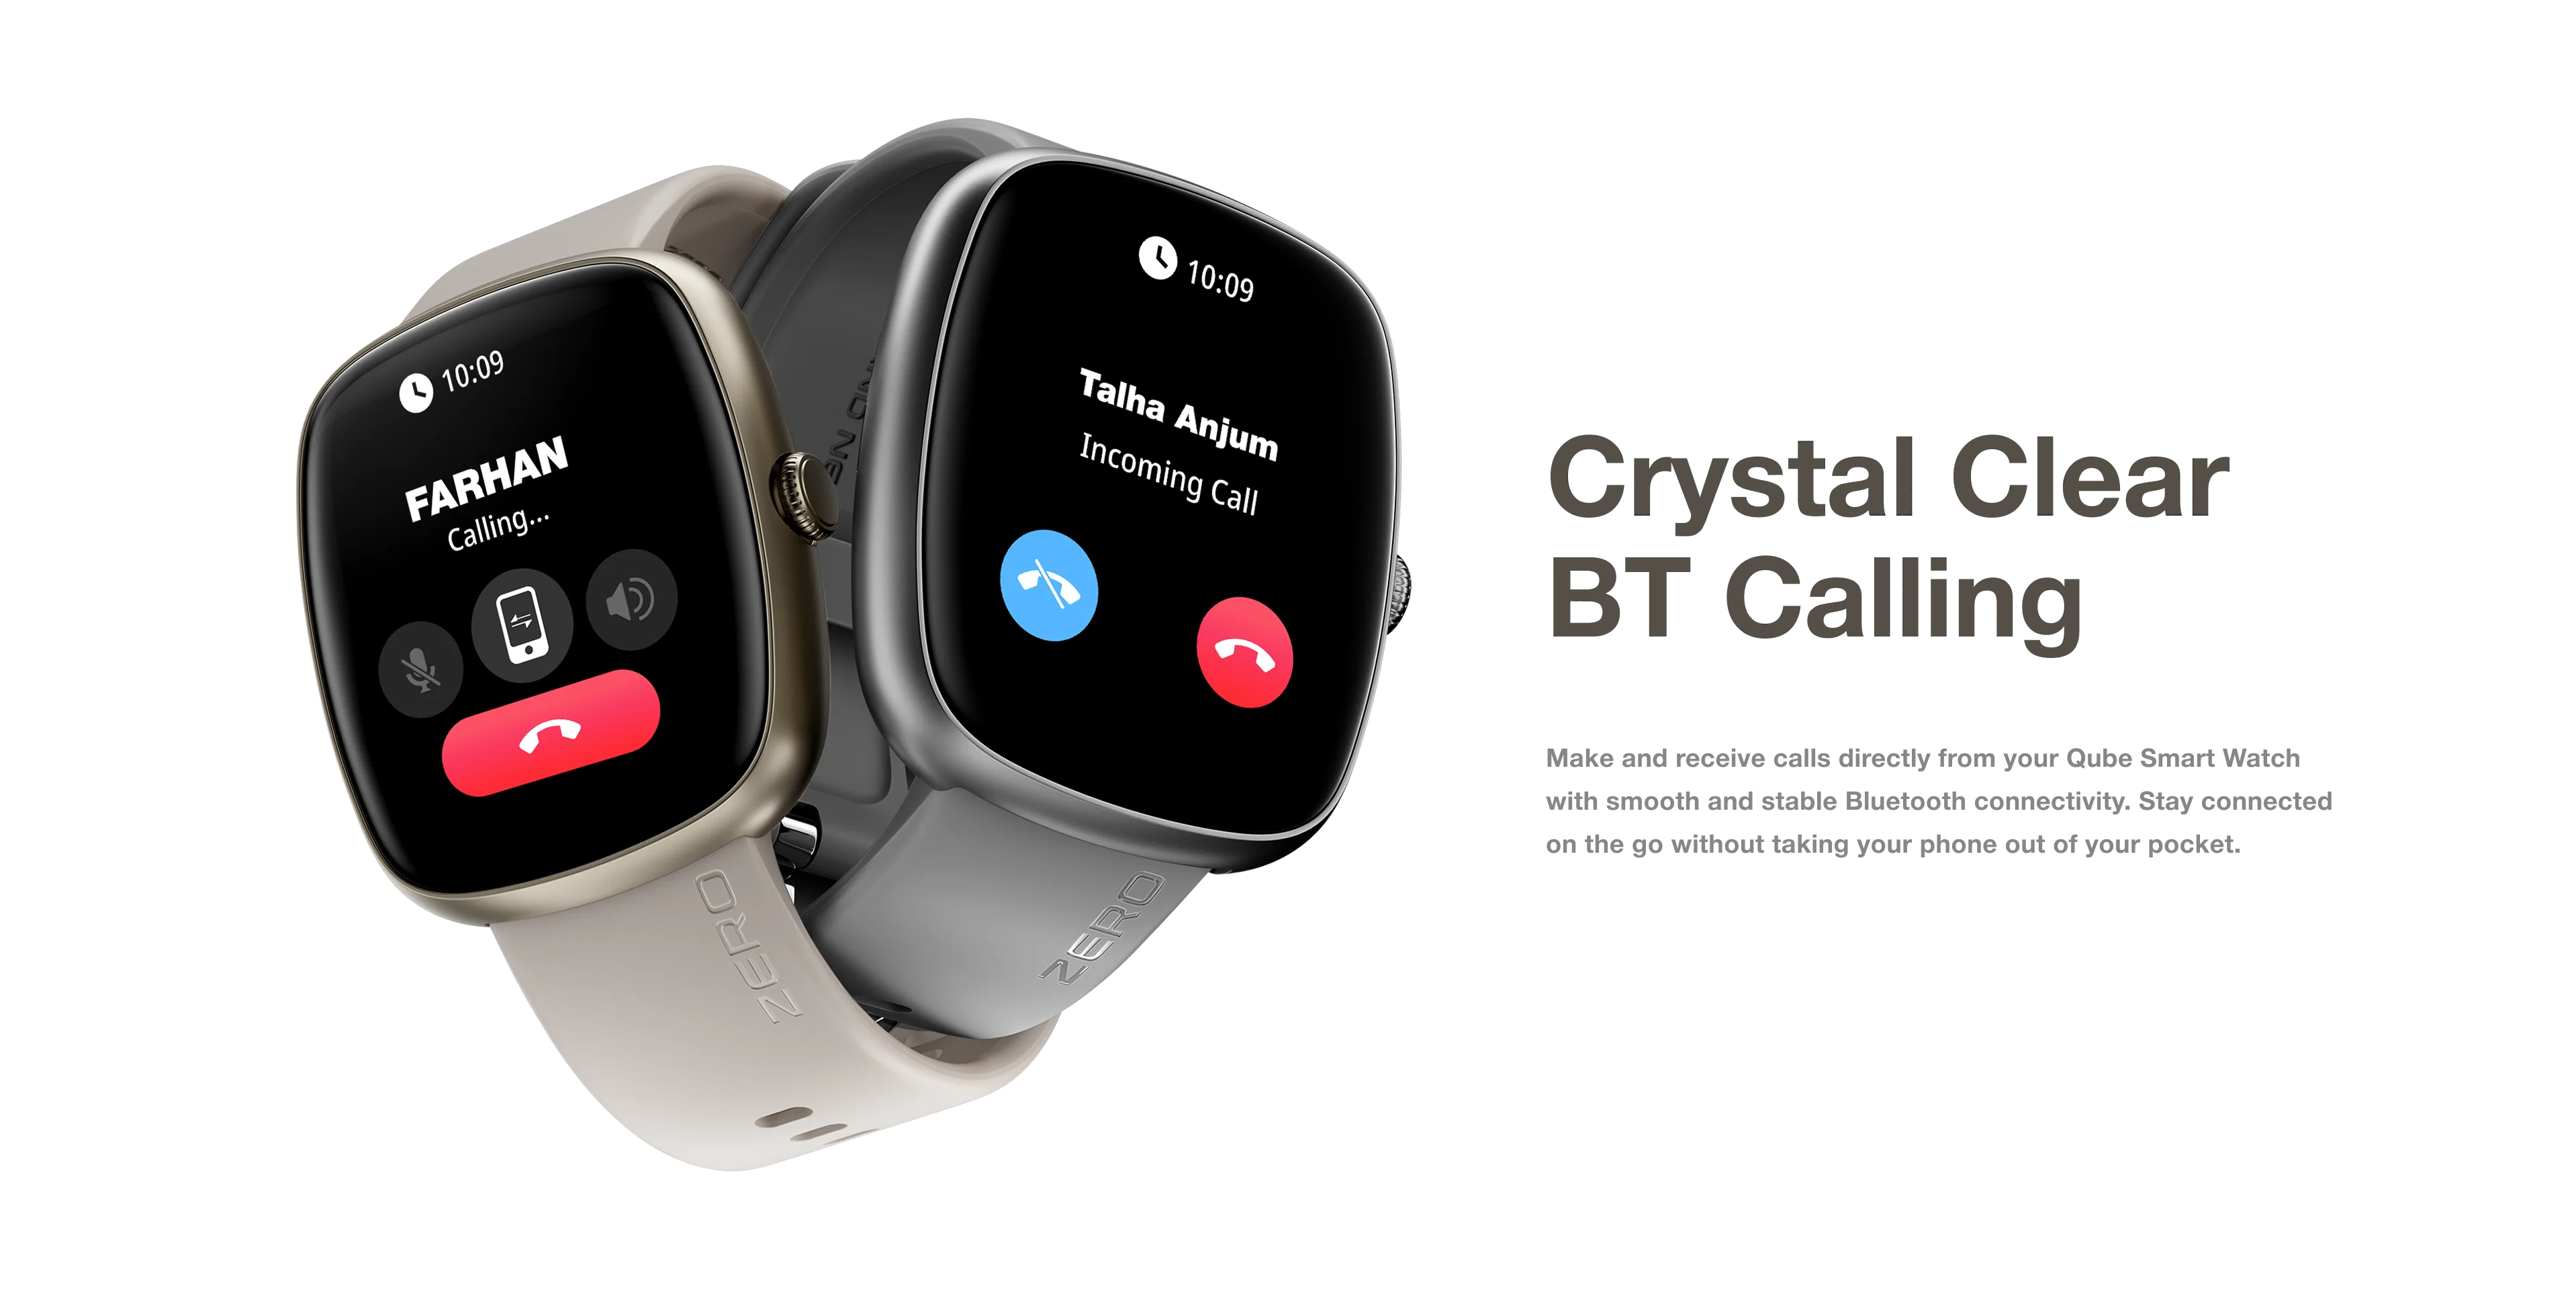 10:09
FARHAN
Calling...
ZERO
10:09
Talha Anjum
Incoming Call
ZERO
Crystal Clear
BT Calling
Make and receive calls directly from your Qube Smart Watch
with smooth and stable Bluetooth connectivity. Stay connected
on the go without taking your phone out of your pocket.